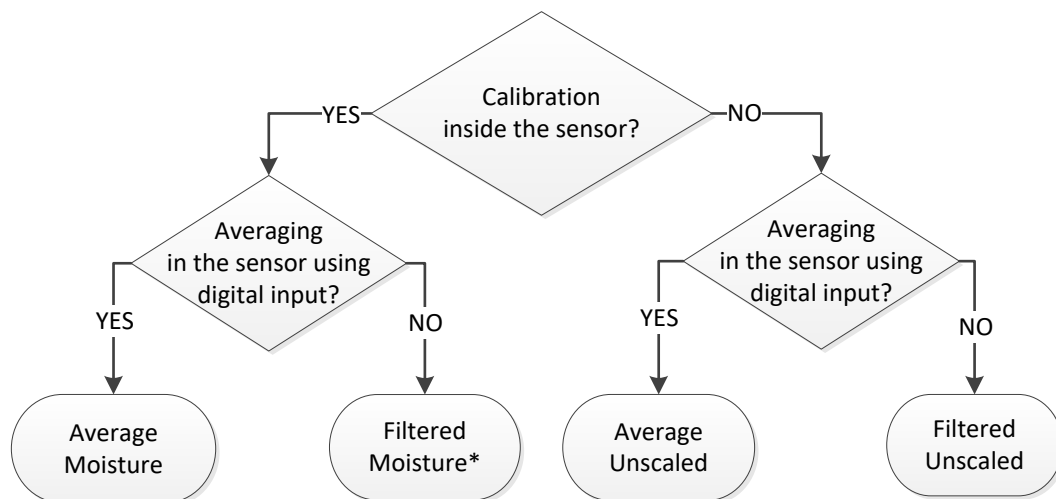 Calibration
inside the sensor?
YES
NO
Averaging
in the sensor using
digital input?
Averaging
in the sensor using
digital input?
YES
NO
YES
NO
Average
Moisture
Filtered
Moisture*
Average
Unscaled
Filtered
Unscaled